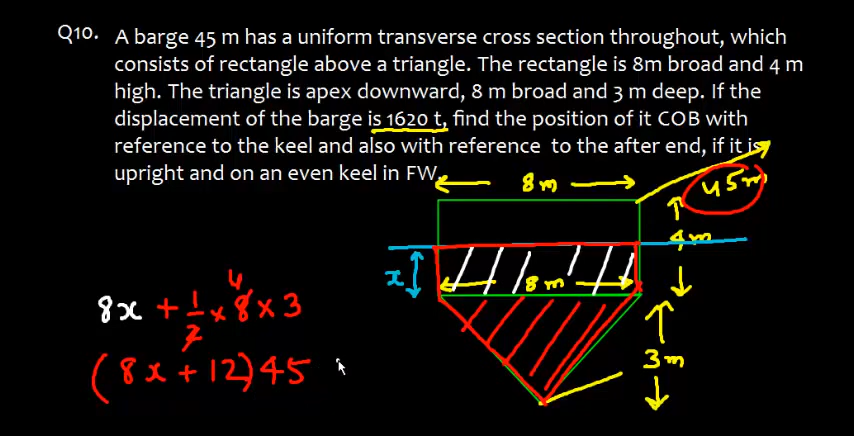 Q10. A barge 45 m has a uniform transverse cross section throughout, which
consists of rectangle above a triangle. The rectangle is 8m broad and 4 m
high. The triangle is apex downward, 8 m broad and 3 m deep. If the
displacement of the barge is 1620 t, find the position of it COB with
reference to the keel and also with reference to the after end, if it is
upright and on an even keel in FW.
8 m
45 m
4 m
x
8 m
8x + 1/2 x 8 x 3
4
3 m
(8x + 12) 45